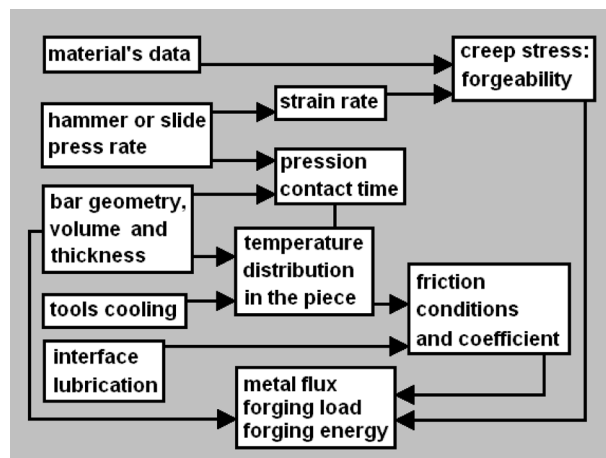 material's data
creep stress:
forgeability
strain rate
hammer or slide
press rate
pression
contact time
bar geometry,
volume and
thickness
temperature
distribution
in the piece
tools cooling
friction
conditions
and coefficient
interface
lubrication
metal flux
forging load
forging energy